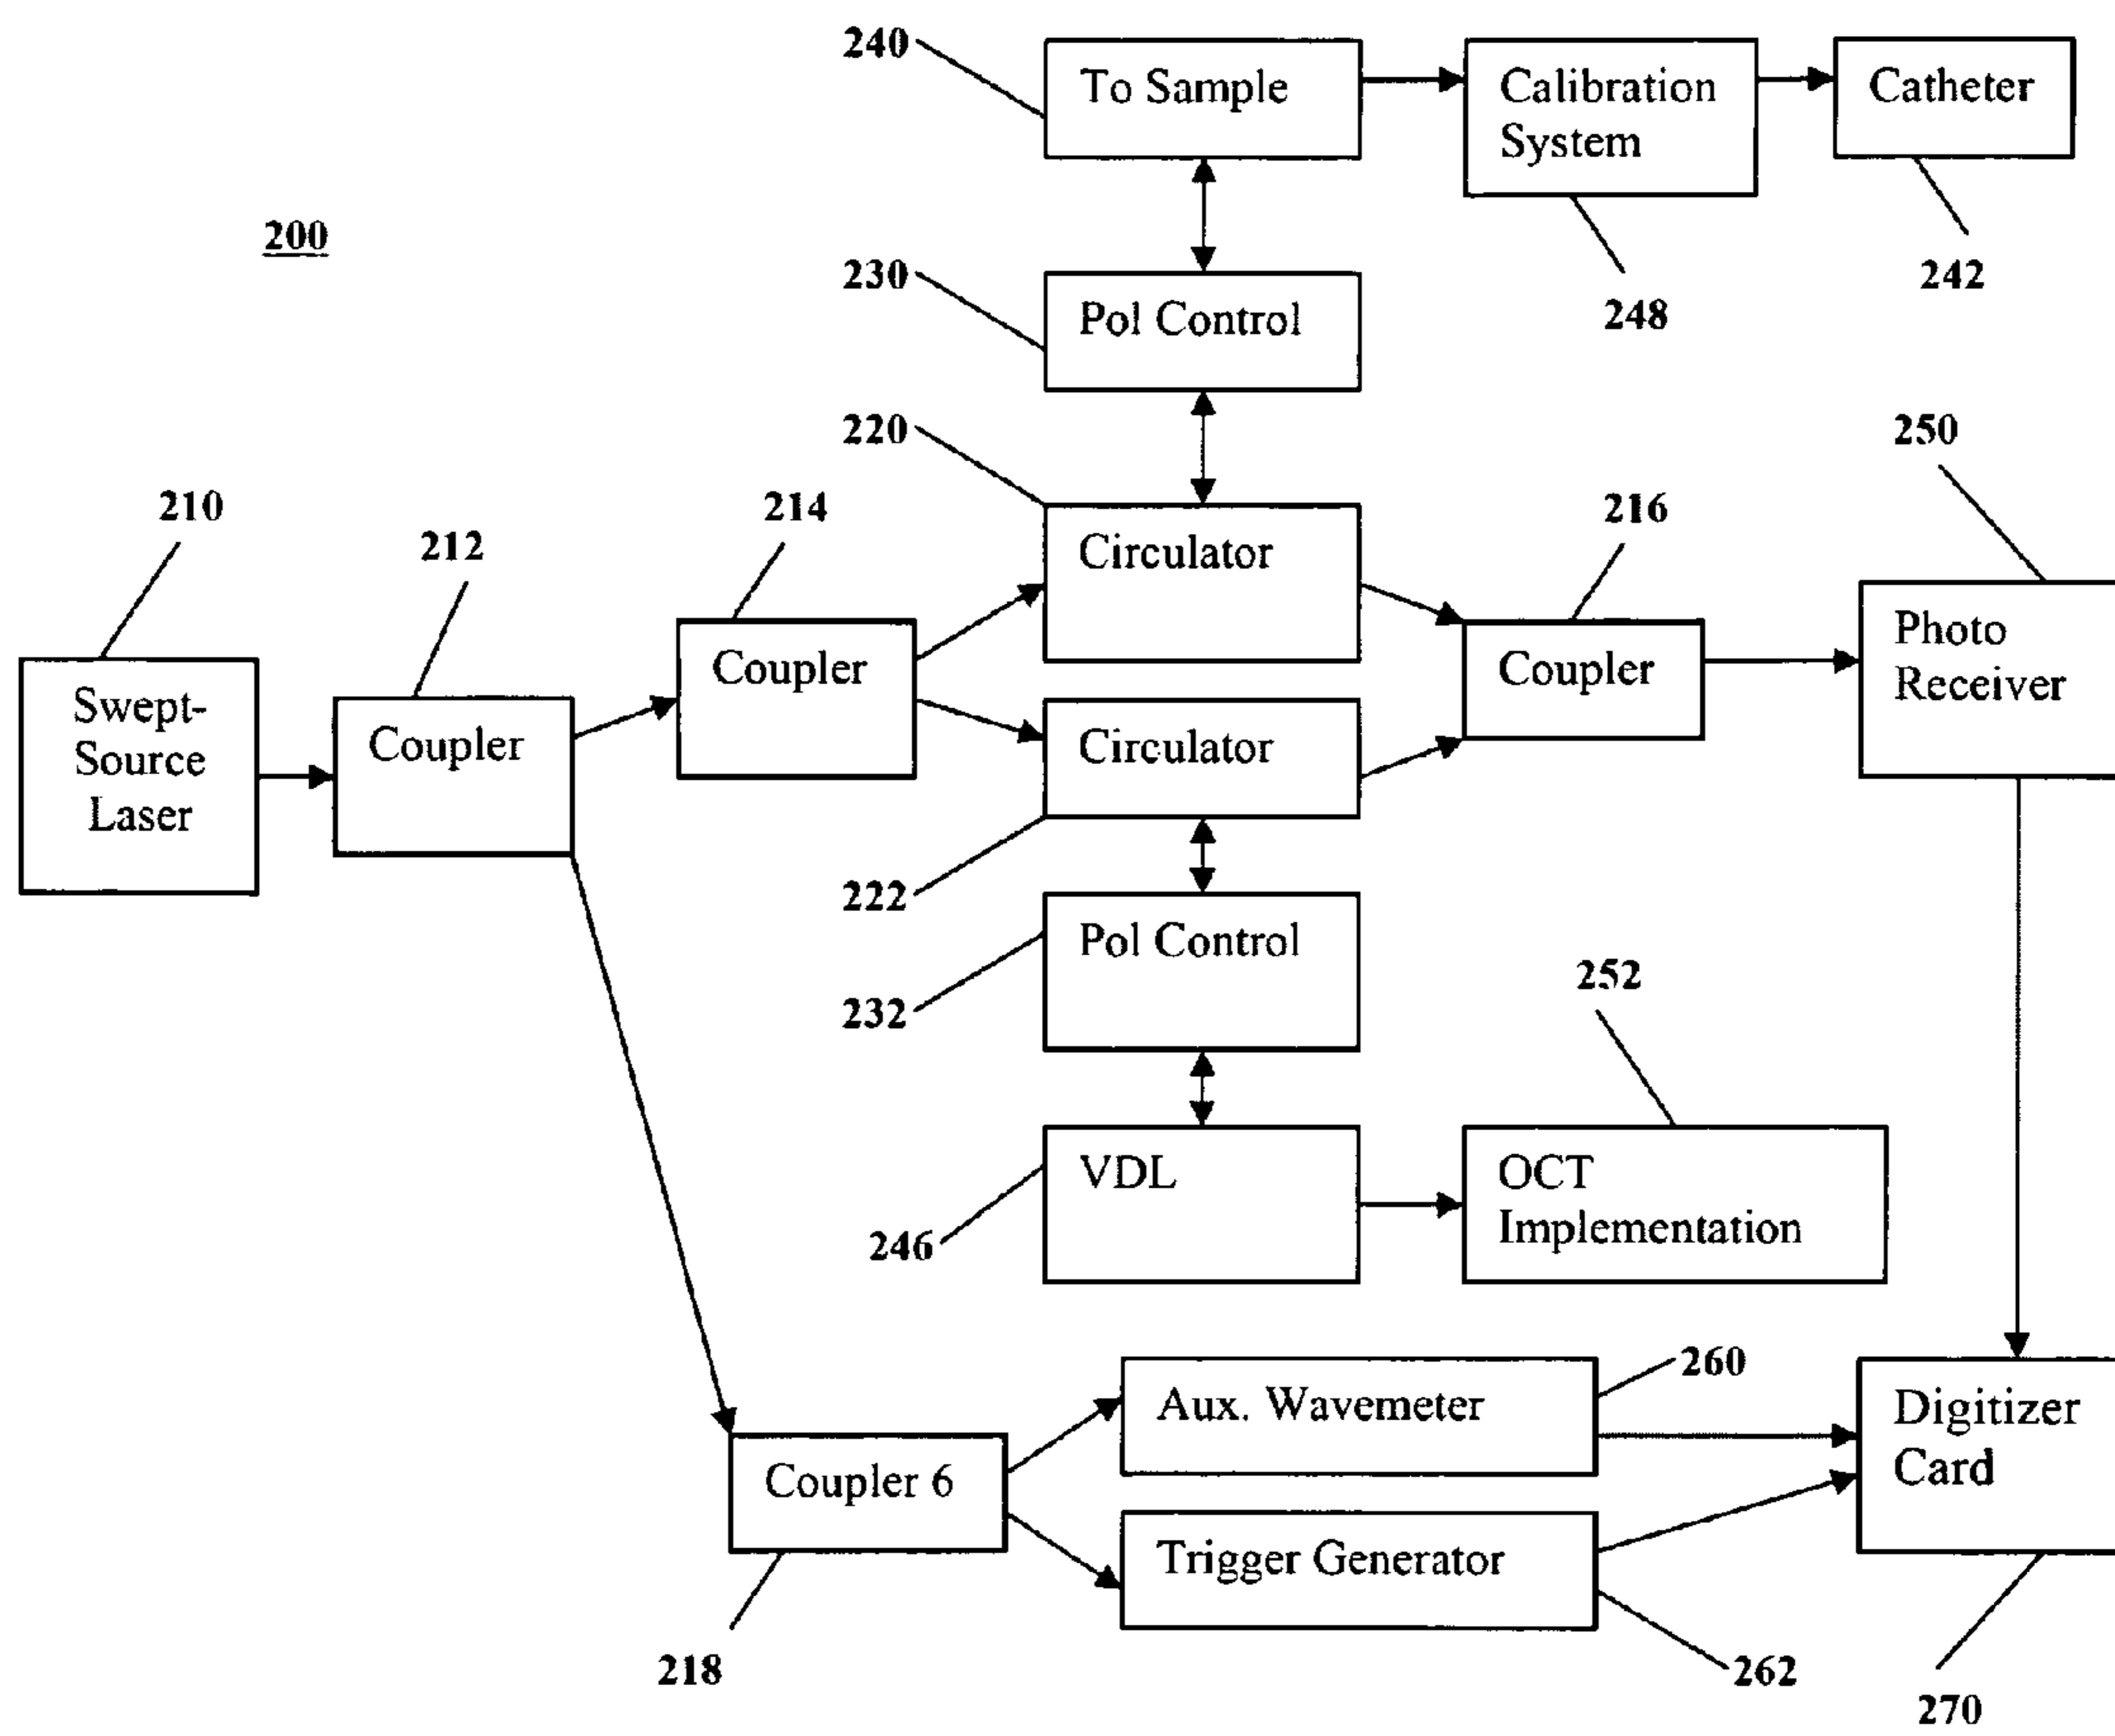 240
To Sample
Calibration
System
Catheter
200
230
Pol Control
248
242
220
250
210
212
214
Circulator
216
Swept-
Source
Laser
Coupler
Coupler
Circulator
Coupler
Photo
Receiver
222
Pol Control
232
252
VDL
OCT
Implementation
246
260
Aux. Wavemeter
Digitizer
Card
Coupler 6
Trigger Generator
218
262
270